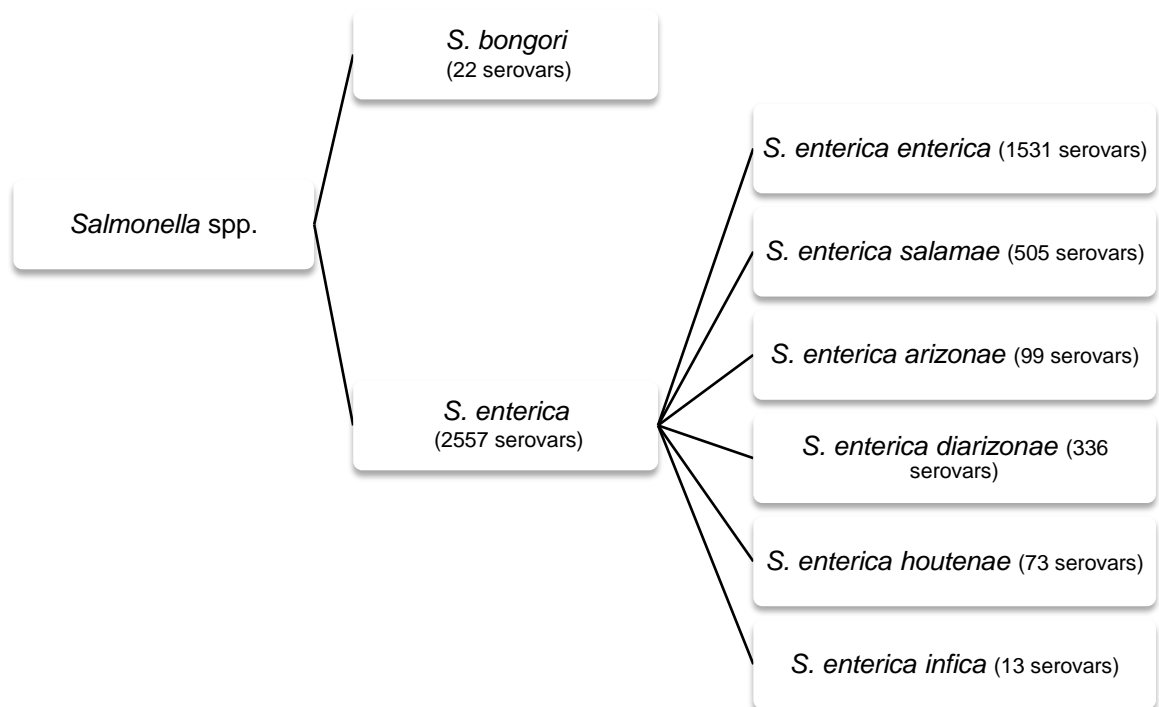 S. bongori
(22 serovars)
Salmonella spp.
S. enterica
(2557 serovars)
S. enterica enterica (1531 serovars)
S. enterica salamae (505 serovars)
S. enterica arizonae (99 serovars)
S. enterica diarizonae (336
serovars)
S. enterica houtenae (73 serovars)
S. enterica infica (13 serovars)